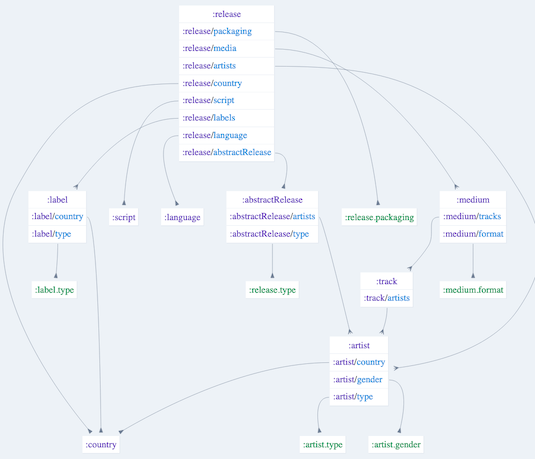 :release
:release/packaging
:release/media
:release/artists
:release/country
:release/script
:release/labels
:release/language
:release/abstractRelease
:label
:label/country
:label/type
:script
:language
:abstractRelease
:abstractRelease/artists
:abstractRelease/type
:release.packaging
:medium
:medium/tracks
:medium/format
:label.type
:release.type
:track
:track/artists
:medium.format
:artist
:artist/country
:artist/gender
:artist/type
:country
:artist.type
:artist.gender